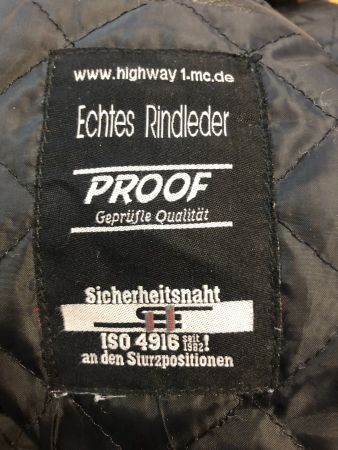 www.highway1-mc.de
Echtes Rindleder
PROOF
Geprüfte Qualität
Sicherheitsnaht
ISO 4916 seit 1982!
an den Sturzpositionen